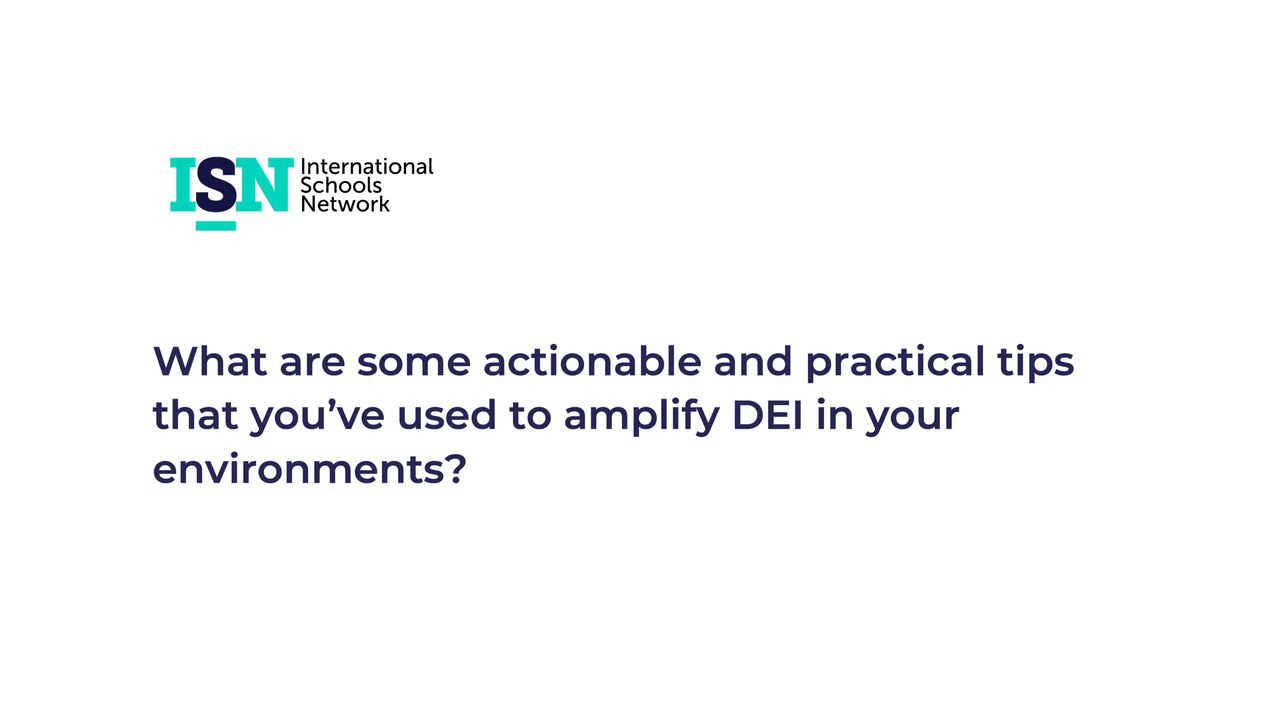 ISN
International
Schools
Network
What are some actionable and practical tips
that you’ve used to amplify DEI in your
environments?